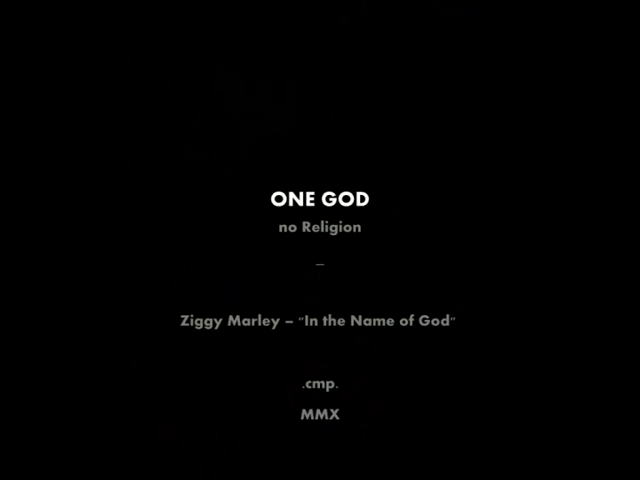 ONE GOD
no Religion
–
Ziggy Marley – "In the Name of God"
.cmp.
MMX